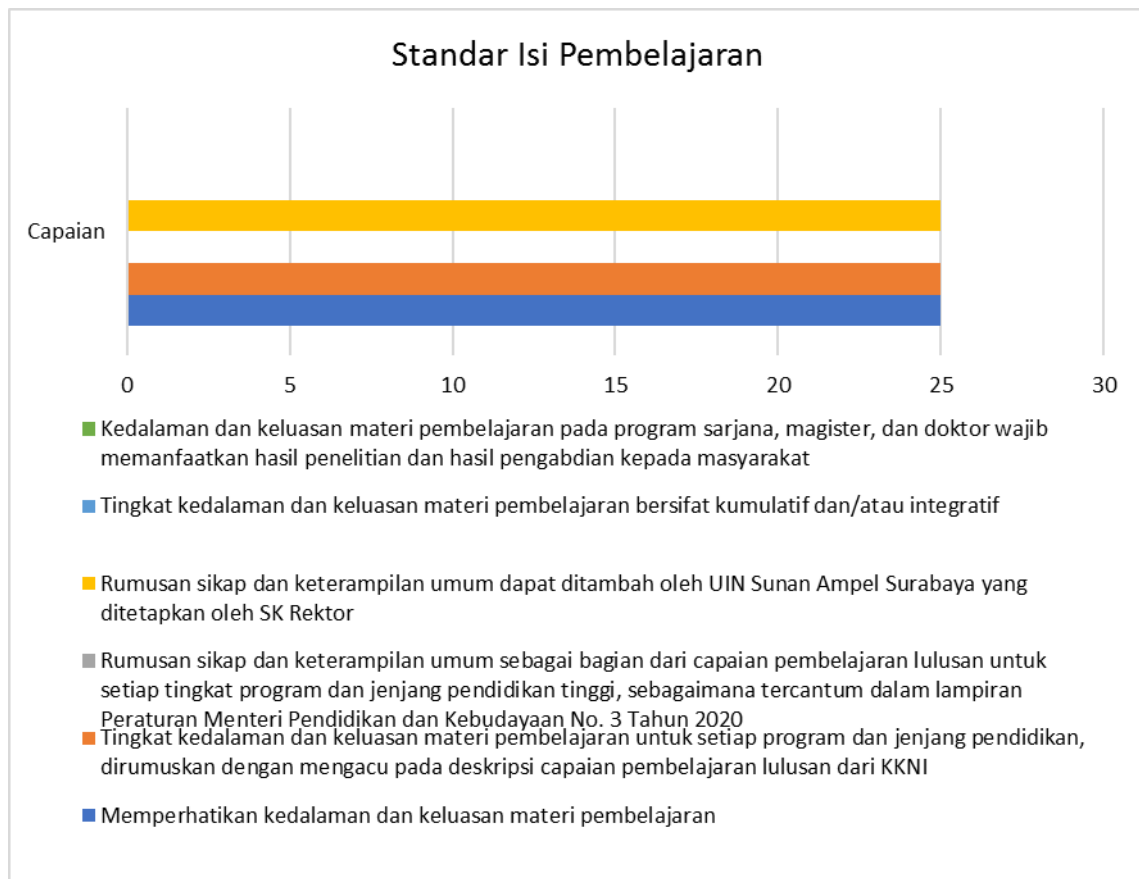 Standar Isi Pembelajaran
Capaian
0 5 10 15 20 25 30
Kedalaman dan keluasan materi pembelajaran pada program sarjana, magister, dan doktor wajib
memanfaatkan hasil penelitian dan hasil pengabdian kepada masyarakat
Tingkat kedalaman dan keluasan materi pembelajaran bersifat kumulatif dan/atau integratif
Rumusan sikap dan keterampilan umum dapat ditambah oleh UIN Sunan Ampel Surabaya yang
ditetapkan oleh SK Rektor
Rumusan sikap dan keterampilan umum sebagai bagian dari capaian pembelajaran lulusan untuk
setiap tingkat program dan jenjang pendidikan tinggi, sebagaimana tercantum dalam lampiran
Peraturan Menteri Pendidikan dan Kebudayaan No. 3 Tahun 2020
Tingkat kedalaman dan keluasan materi pembelajaran untuk setiap program dan jenjang pendidikan,
dirumuskan dengan mengacu pada deskripsi capaian pembelajaran lulusan dari KKNI
Memperhatikan kedalaman dan keluasan materi pembelajaran